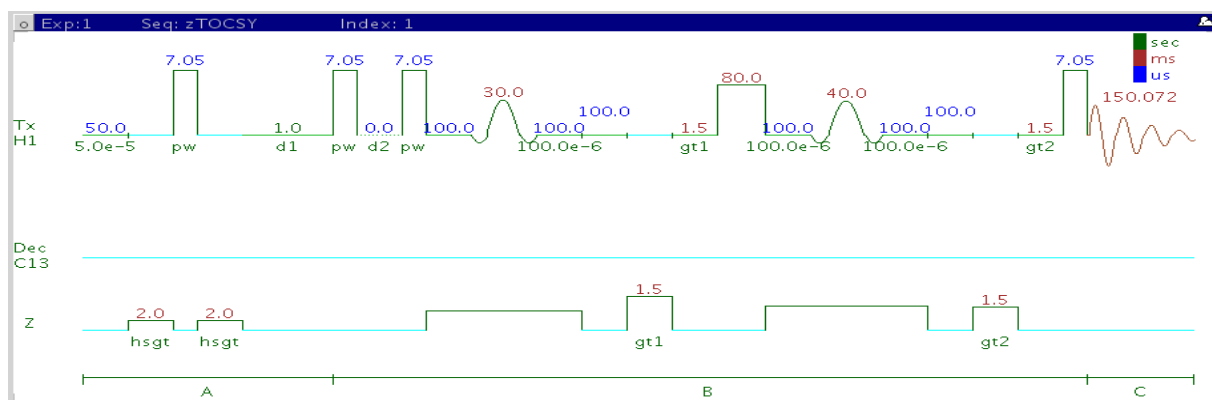 o Exp:1 Seq: zTOCSY Index: 1
sec
ms
us
7.05 7.05 7.05 30.0 100.0 80.0 40.0 100.0 7.05 150.072
Tx
H1
50.0 1.0 0.0 100.0 100.0 1.5 100.0 100.0 1.5
5.0e-5 pw d1 pw d2 pw 100.0e-6 gt1 100.0e-6 100.0e-6 gt2
Dec
C13
Z
2.0 2.0 1.5 1.5
hsgt hsgt gt1 gt2
A B C